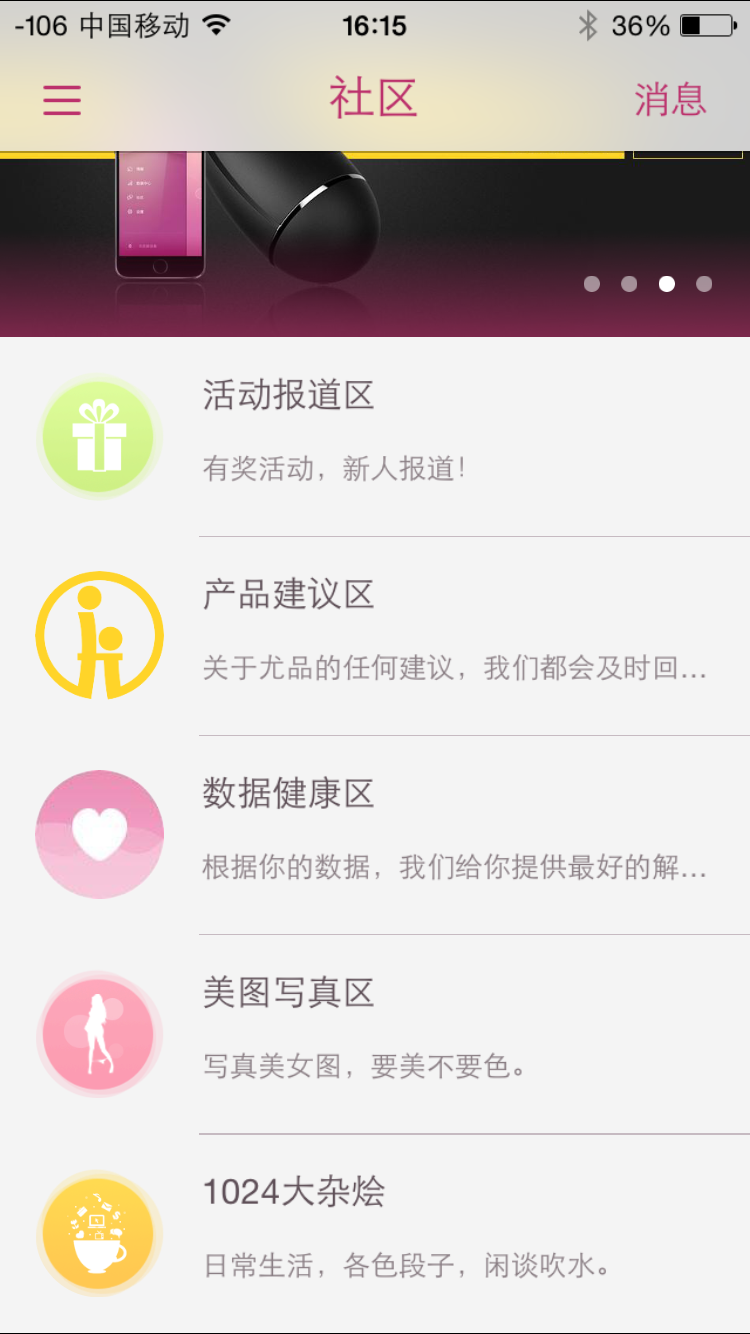 -106 中国移动 16:15 36%
社区 消息
活动报道区
有奖活动，新人报道！
产品建议区
关于尤品的任何建议，我们都会及时回...
数据健康区
根据你的数据，我们给你提供最好的解...
美图写真区
写真美女图，要美不要色。
1024大杂烩
日常生活，各色段子，闲谈吹水。